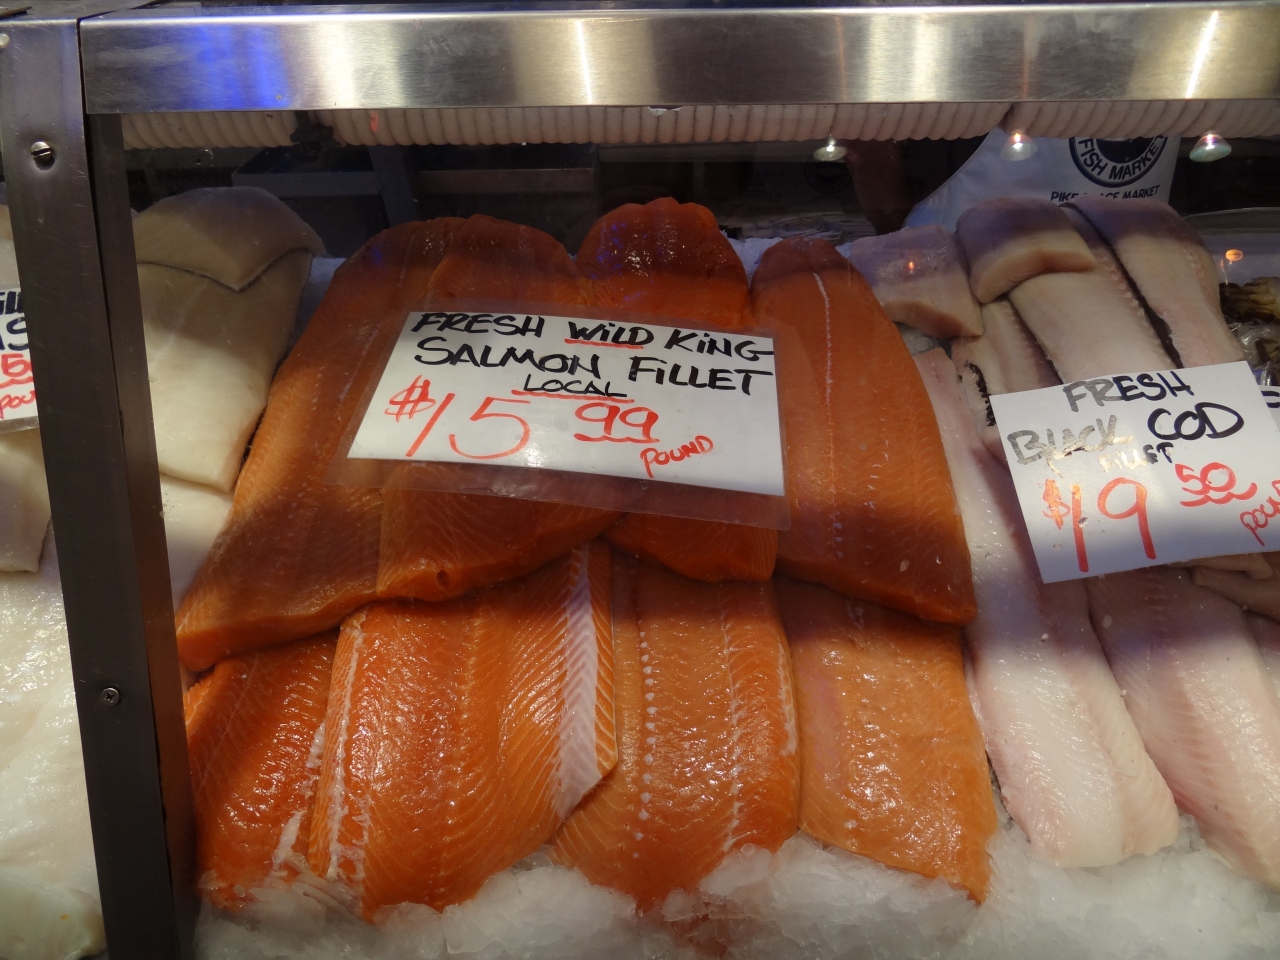 FISH MARKET
PIKE PLACE MARKET
FRESH WILD KING
SALMON FILLET
LOCAL
$15 99
POUND
FRESH
BLACK COD
FILLET
$19 50
POUND